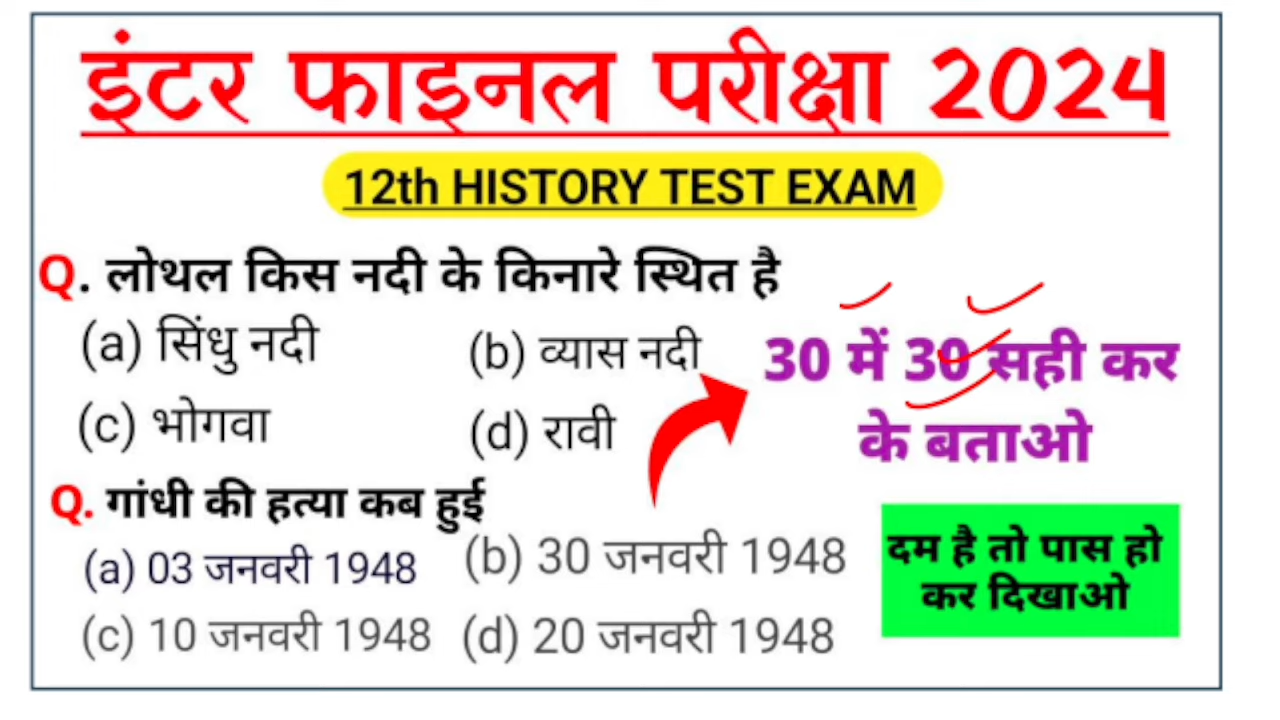 इंटर फाइनल परीक्षा 2024
12th HISTORY TEST EXAM
Q. लोथल किस नदी के किनारे स्थित है
(a) सिंधु नदी
(b) व्यास नदी
(c) भोगवा
(d) रावी
30 में 30 सही कर
के बताओ
Q. गांधी की हत्या कब हुई
(a) 03 जनवरी 1948
(b) 30 जनवरी 1948
(c) 10 जनवरी 1948
(d) 20 जनवरी 1948
दम है तो पास हो
कर दिखाओ